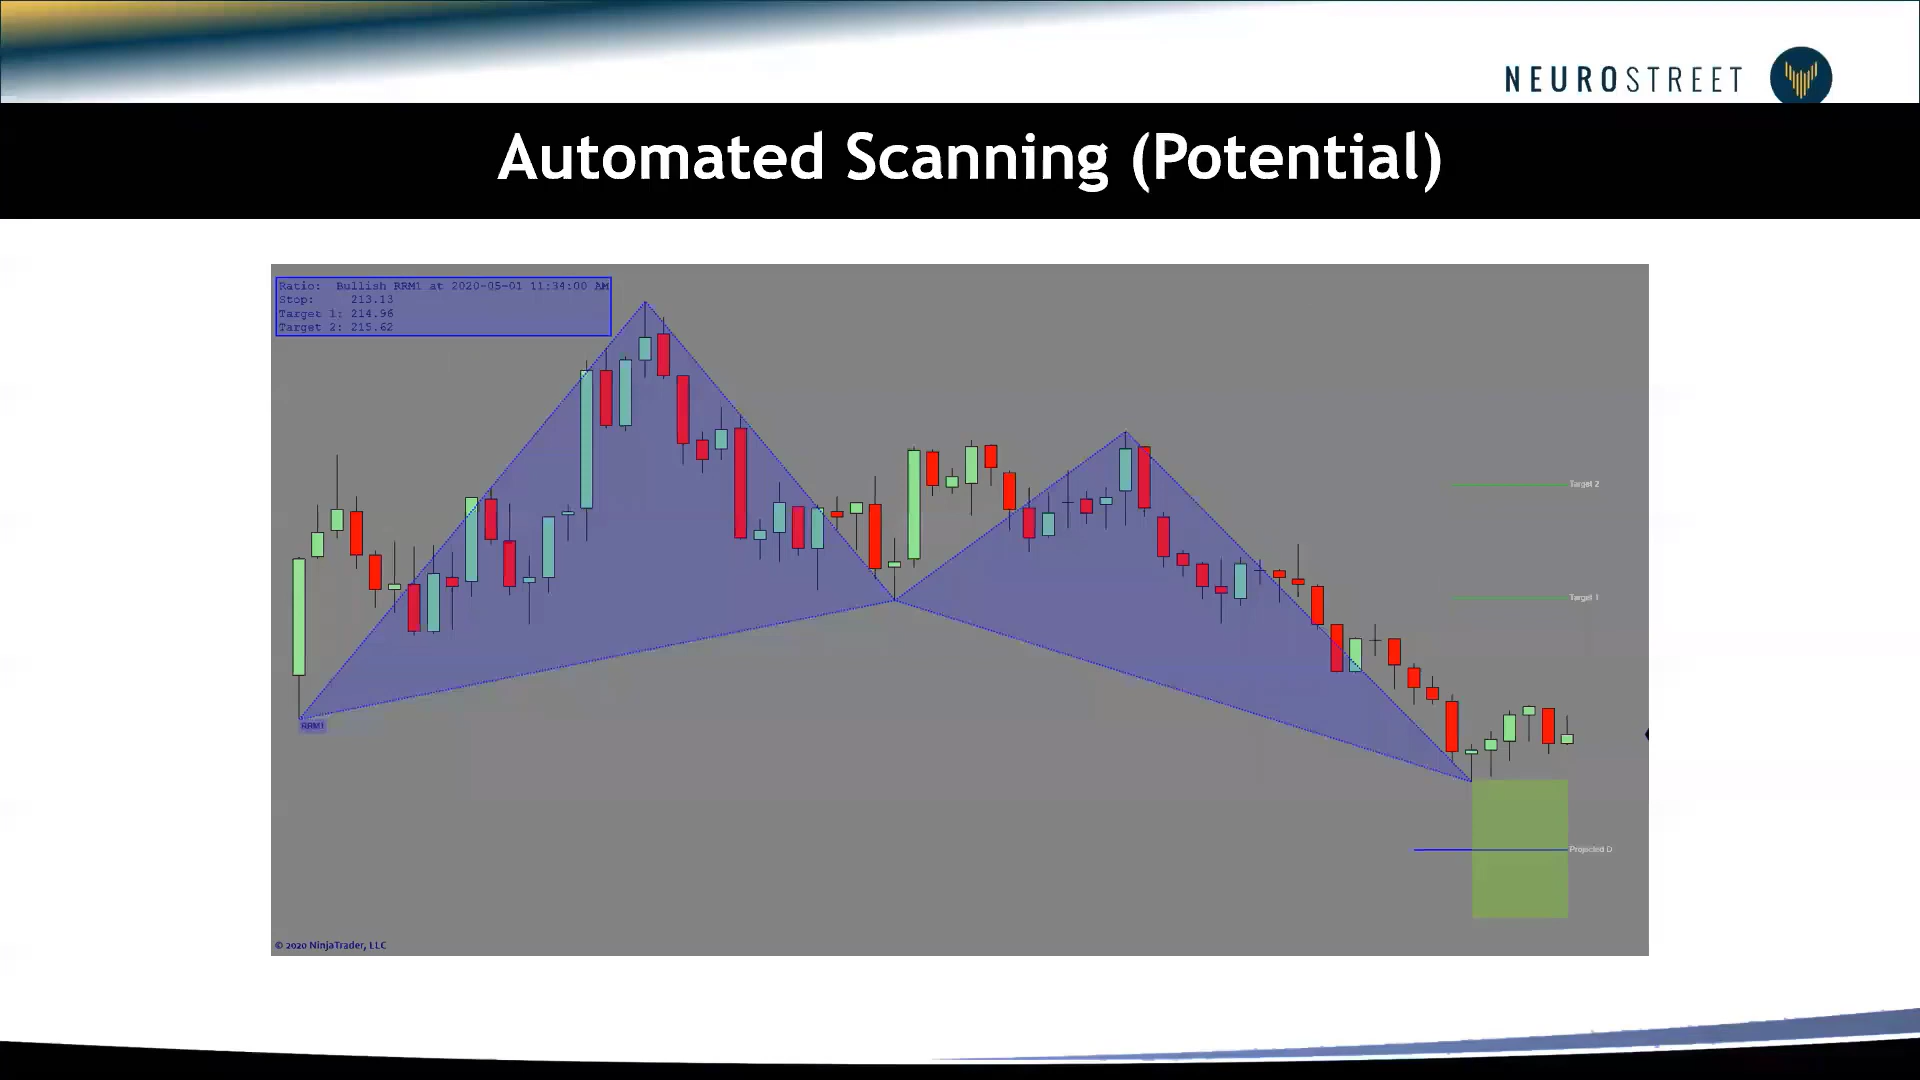 NEUROSTREET
Automated Scanning (Potential)
Ratio: Bullish RRM1 at 2020-05-01 11:34:00 AM
Stop: 213.13
Target 1: 214.96
Target 2: 215.62
Target 2
Target 1
RRM1
Projected D
© 2020 NinjaTrader, LLC